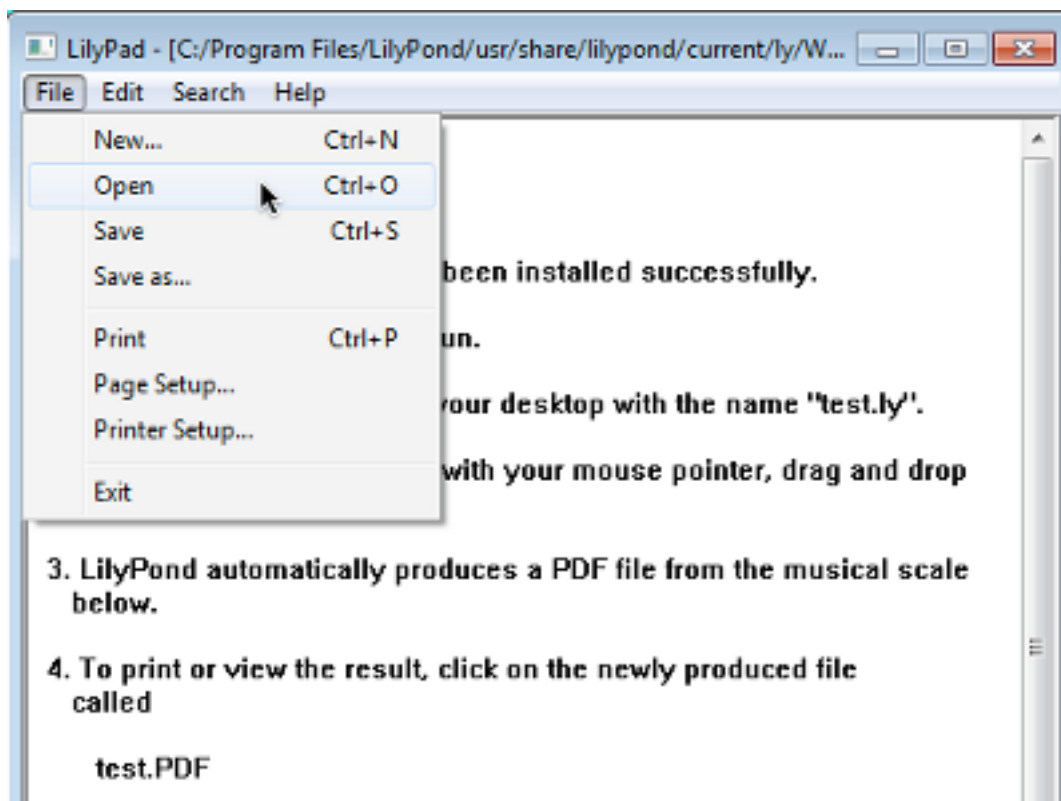 LilyPad - [C:/Program Files/LilyPond/usr/share/lilypond/current/ly/W...
File Edit Search Help
New... Ctrl+N
Open Ctrl+O
Save Ctrl+S
Save as...
been installed successfully.
Print Ctrl+P
un.
Page Setup...
your desktop with the name "test.ly".
Printer Setup...
with your mouse pointer, drag and drop
Exit
3. LilyPond automatically produces a PDF file from the musical scale
below.
4. To print or view the result, click on the newly produced file
called
test.PDF